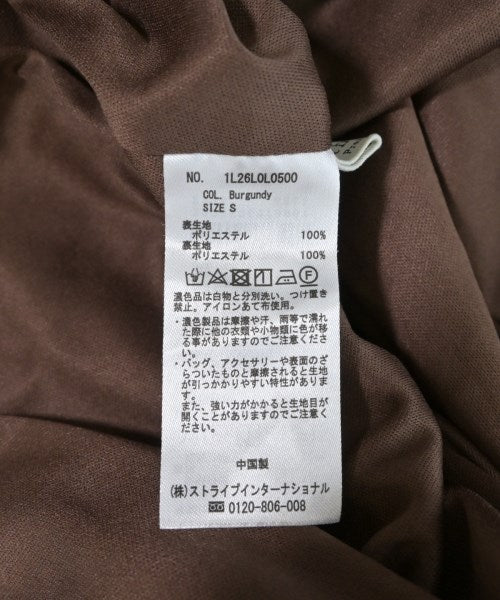 NO. 1L26L0L0500
COL. Burgundy
SIZE S
表生地
ポリエステル 100%
裏生地
ポリエステル 100%
濃色品は白物と分別洗い。つけ置き
禁止。アイロンあて布使用。
・濃色製品は摩擦や汗、雨等で濡れ
た際に他の衣類や小物類に色が移
る事がありますのでご注意くださ
い。
・バッグ、アクセサリーや表面のざ
らついたものと摩擦されると生地
が引っかかりやすい特性がありま
す。
また、強い力がかかると生地目が
開くことがありますのでご注意く
ださい。
中国製
(株)ストライプインターナショナル
0120-806-008